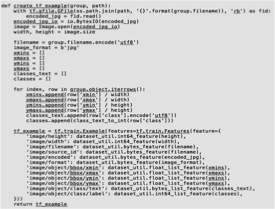 def create_tf_example(group, path):
with tf.gfile.GFile(os.path.join(path, '{}'.format(group.filename)), 'rb') as fid:
encoded_jpg = fid.read()
encoded_jpg_io = io.BytesIO(encoded_jpg)
image = Image.open(encoded_jpg_io)
width, height = image.size
filename = group.filename.encode('utf8')
image_format = b'jpg'
xmins = []
xmaxs = []
ymins = []
ymaxs = []
classes_text = []
classes = []
for index, row in group.object.iterrows():
xmins.append(row['xmin'] / width)
xmaxs.append(row['xmax'] / width)
ymins.append(row['ymin'] / height)
ymaxs.append(row['ymax'] / height)
classes_text.append(row['class'].encode('utf8'))
classes.append(class_text_to_int(row['class']))
tf_example = tf.train.Example(features=tf.train.Features(feature={
'image/height': dataset_util.int64_feature(height),
'image/width': dataset_util.int64_feature(width),
'image/filename': dataset_util.bytes_feature(filename),
'image/source_id': dataset_util.bytes_feature(filename),
'image/encoded': dataset_util.bytes_feature(encoded_jpg),
'image/format': dataset_util.bytes_feature(image_format),
'image/object/bbox/xmin': dataset_util.float_list_feature(xmins),
'image/object/bbox/xmax': dataset_util.float_list_feature(xmaxs),
'image/object/bbox/ymin': dataset_util.float_list_feature(ymins),
'image/object/bbox/ymax': dataset_util.float_list_feature(ymaxs),
'image/object/class/text': dataset_util.bytes_list_feature(classes_text),
'image/object/class/label': dataset_util.int64_list_feature(classes),
}))
return tf_example